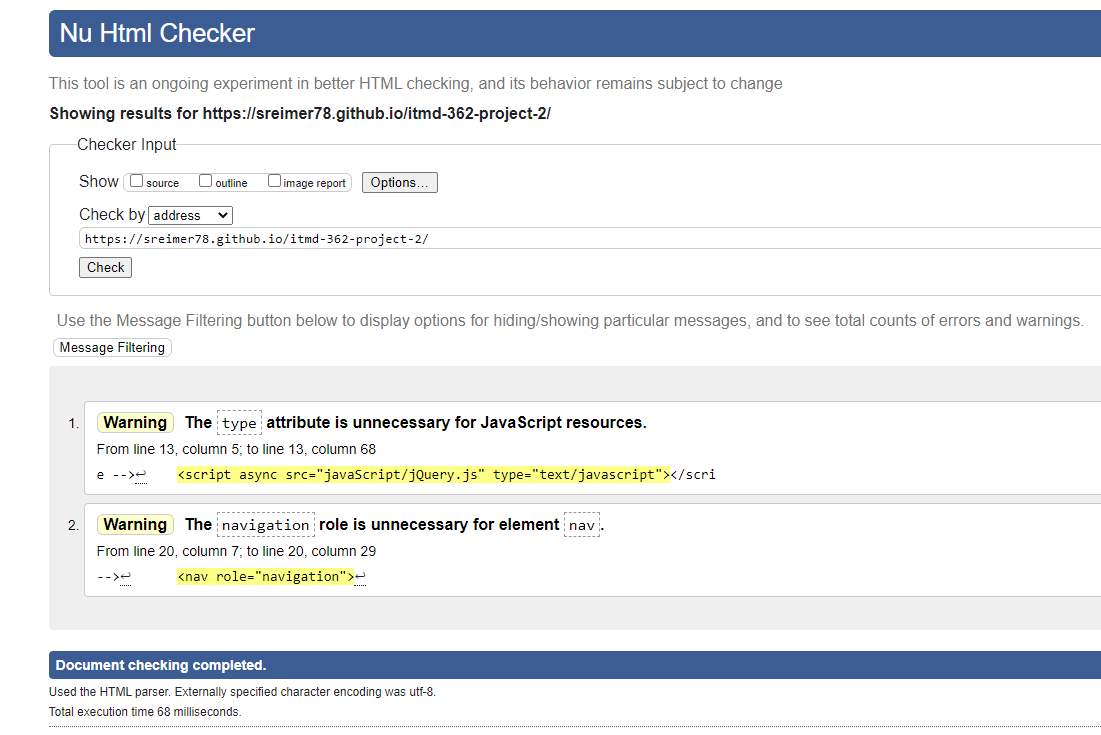 Nu Html Checker
This tool is an ongoing experiment in better HTML checking, and its behavior remains subject to change
Showing results for https://sreimer78.github.io/itmd-362-project-2/
Checker Input
Show source outline image report Options...
Check by address
https://sreimer78.github.io/itmd-362-project-2/
Check
Use the Message Filtering button below to display options for hiding/showing particular messages, and to see total counts of errors and warnings.
Message Filtering
1. Warning The type attribute is unnecessary for JavaScript resources.
From line 13, column 5; to line 13, column 68
e -->↩ <script async src="javaScript/jQuery.js" type="text/javascript"></scri
2. Warning The navigation role is unnecessary for element nav.
From line 20, column 7; to line 20, column 29
-->↩ <nav role="navigation">↩
Document checking completed.
Used the HTML parser. Externally specified character encoding was utf-8.
Total execution time 68 milliseconds.